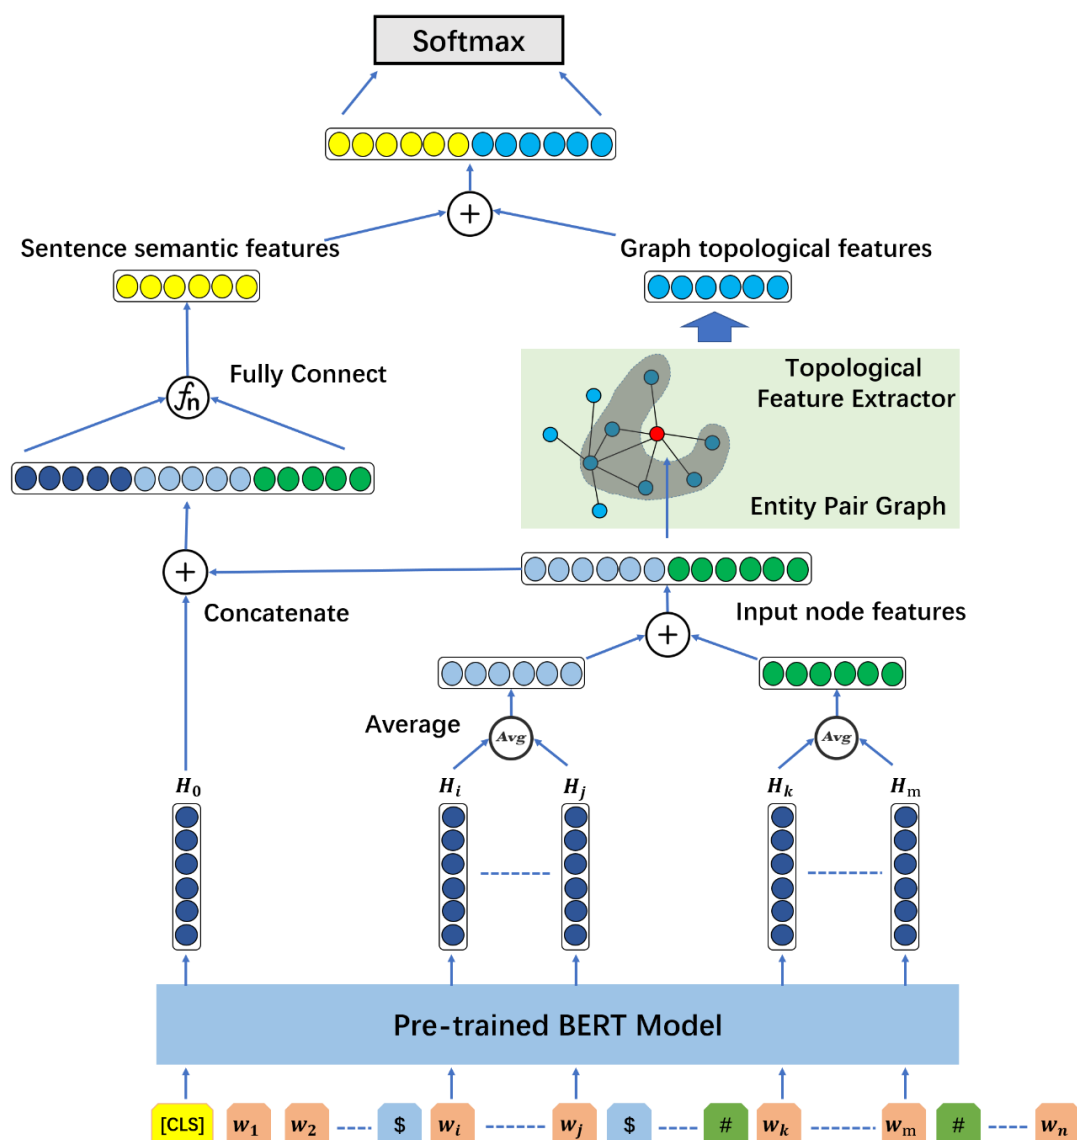 Softmax
+
Sentence semantic features
Graph topological features
Fully Connect
fn
Topological
Feature Extractor
Entity Pair Graph
+
Concatenate
Input node features
+
Average
Avg
Avg
H0
Hi
Hj
Hk
Hm
Pre-trained BERT Model
[CLS] w1 w2 $ wi wj $ # wk wm # wn